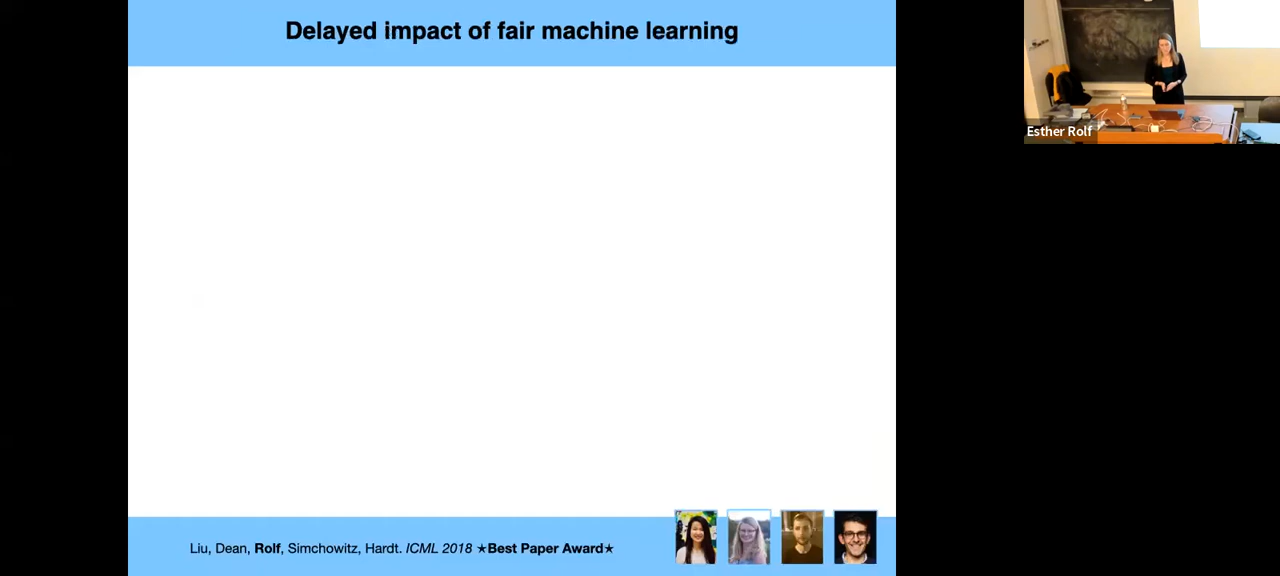 Delayed impact of fair machine learning
Esther Rolf
Liu, Dean, Rolf, Simchowitz, Hardt. ICML 2018 ★Best Paper Award★